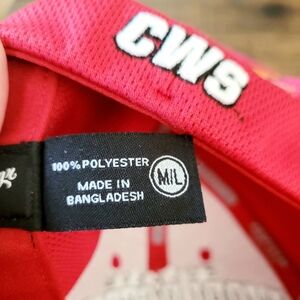 CWS
100% POLYESTER
M/L
MADE IN
BANGLADESH